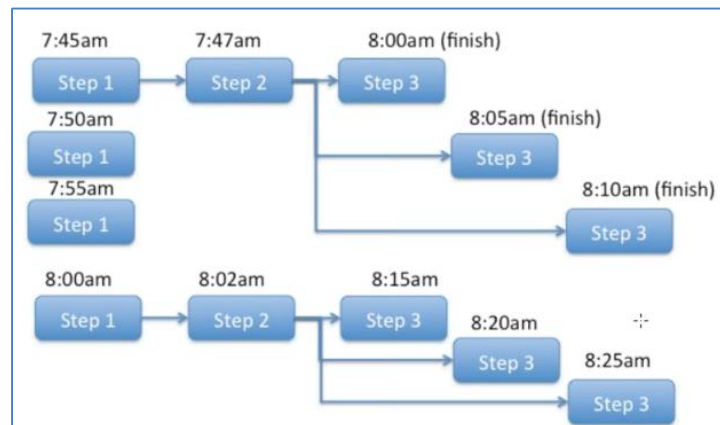 7:45am 7:47am 8:00am (finish)
Step 1 Step 2 Step 3
7:50am 8:05am (finish)
Step 1 Step 3
7:55am 8:10am (finish)
Step 1 Step 3
8:00am 8:02am 8:15am
Step 1 Step 2 Step 3
8:20am
Step 3
8:25am
Step 3